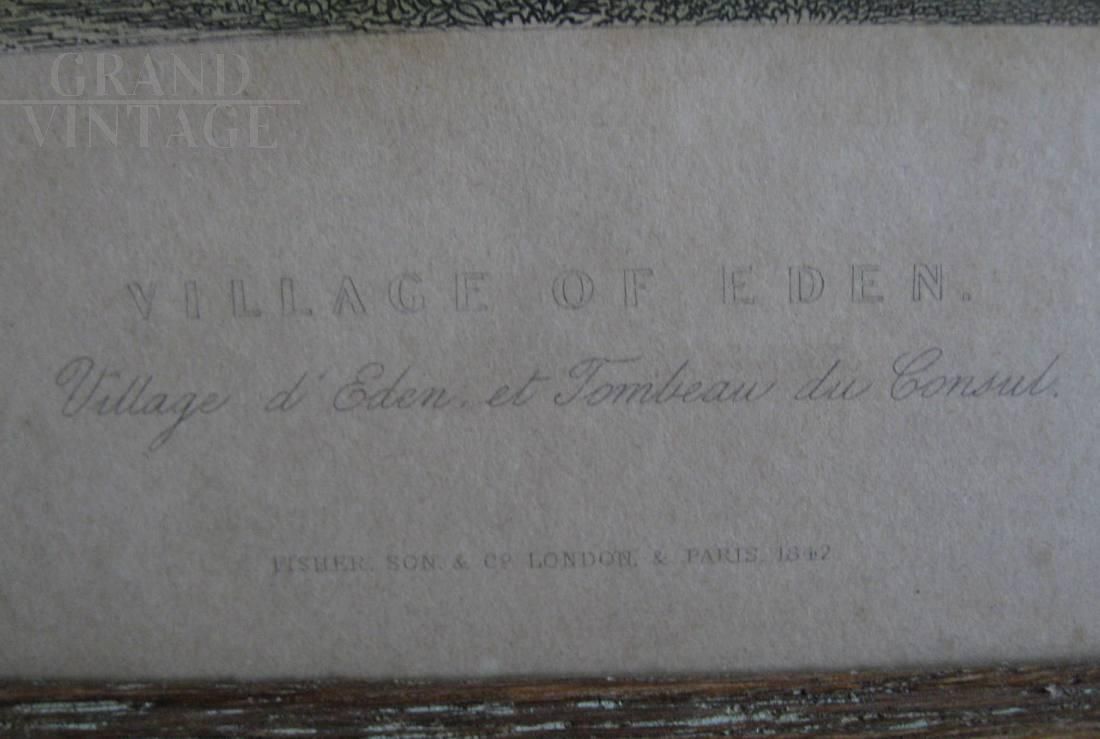 GRAND
VINTAGE
VILLAGE OF EDEN.
Village d'Eden. et Tombeau du Consul.
FISHER, SON, & Co. LONDON, & PARIS, 1842